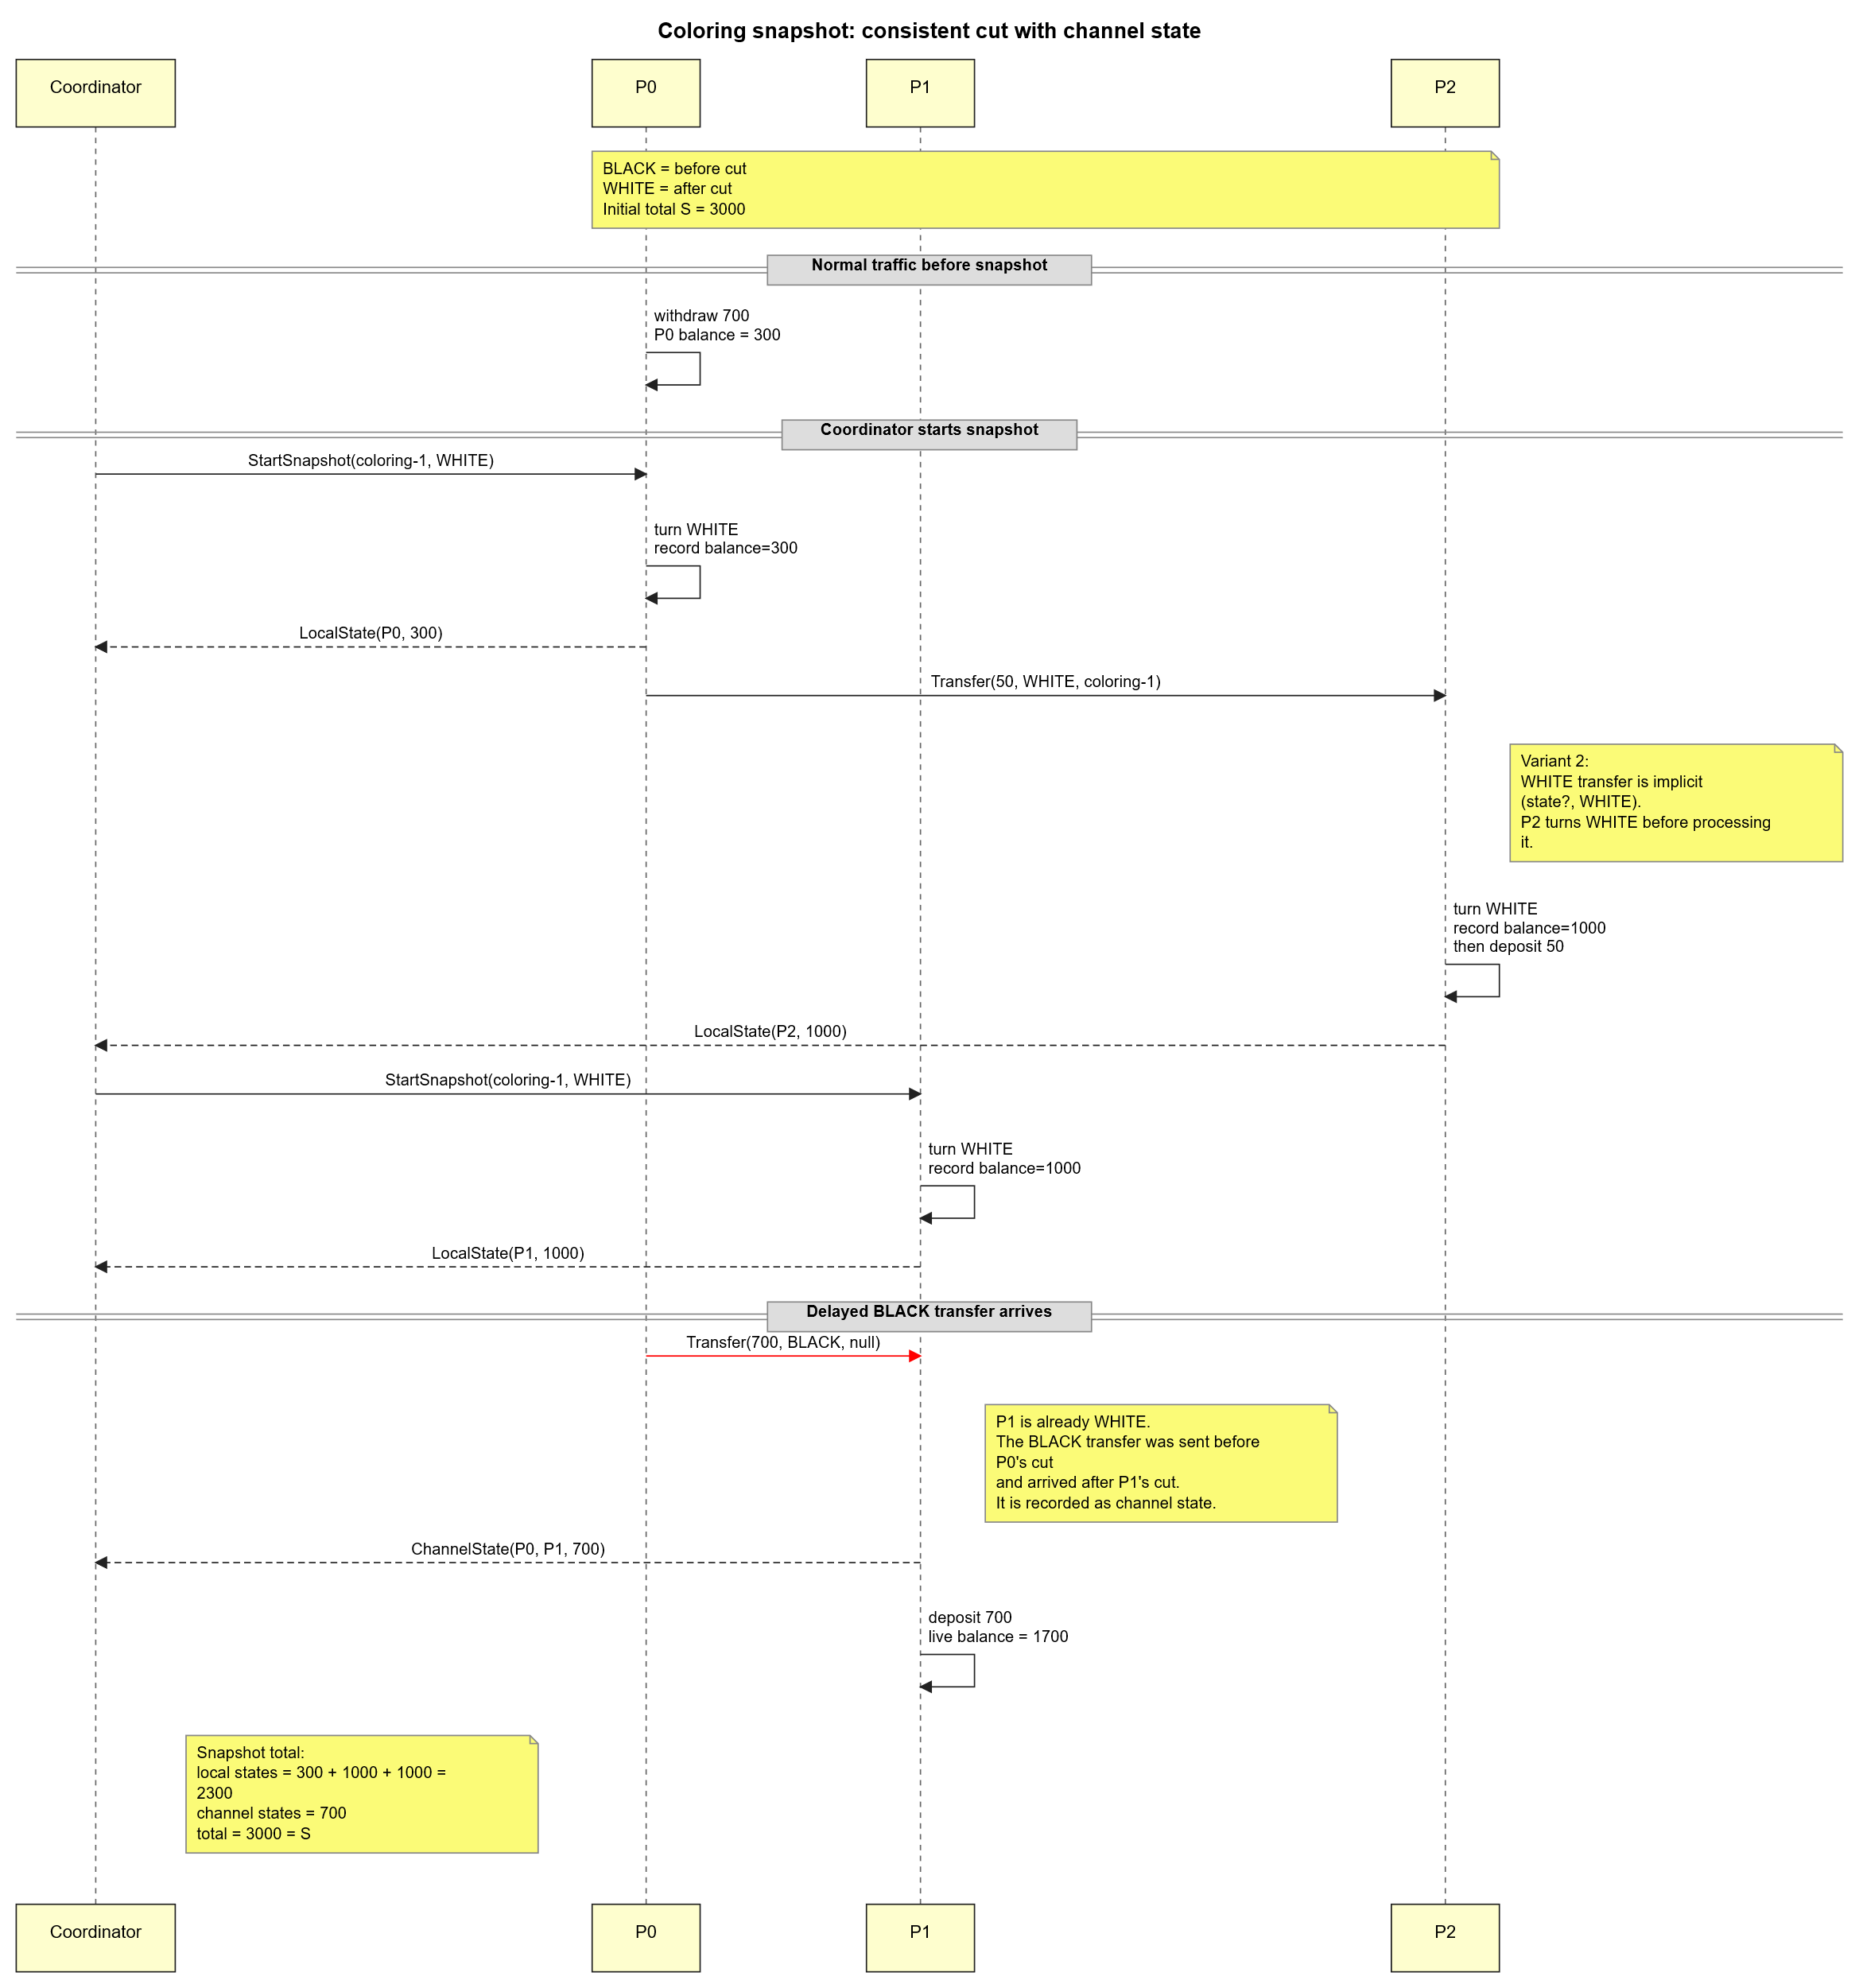 Coloring snapshot: consistent cut with channel state
Coordinator
P0
P1
P2
BLACK = before cut
WHITE = after cut
Initial total S = 3000
Normal traffic before snapshot
withdraw 700
P0 balance = 300
Coordinator starts snapshot
StartSnapshot(coloring-1, WHITE)
turn WHITE
record balance=300
LocalState(P0, 300)
Transfer(50, WHITE, coloring-1)
Variant 2:
WHITE transfer is implicit
(state?, WHITE).
P2 turns WHITE before processing
it.
turn WHITE
record balance=1000
then deposit 50
LocalState(P2, 1000)
StartSnapshot(coloring-1, WHITE)
turn WHITE
record balance=1000
LocalState(P1, 1000)
Delayed BLACK transfer arrives
Transfer(700, BLACK, null)
P1 is already WHITE.
The BLACK transfer was sent before
P0's cut
and arrived after P1's cut.
It is recorded as channel state.
ChannelState(P0, P1, 700)
deposit 700
live balance = 1700
Snapshot total:
local states = 300 + 1000 + 1000 =
2300
channel states = 700
total = 3000 = S
Coordinator
P0
P1
P2